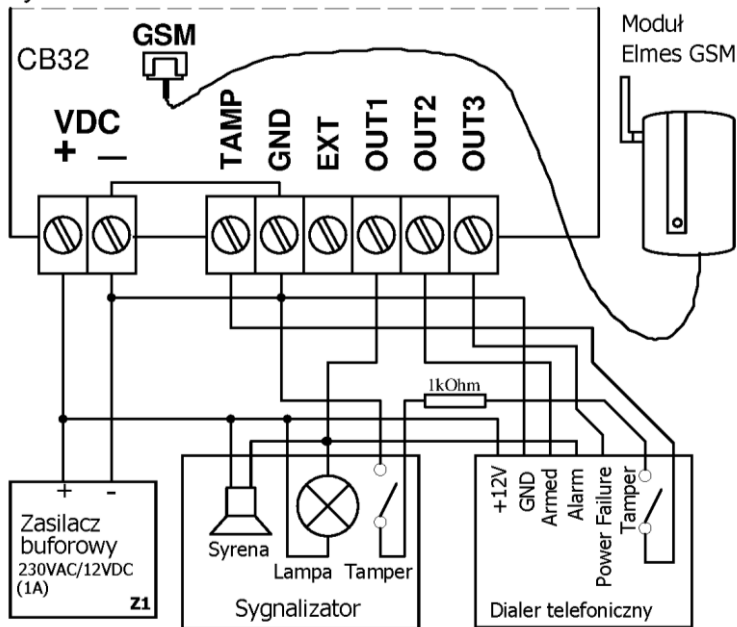 GSM
CB32
Moduł
Elmes GSM
VDC
+ —
TAMP
GND
EXT
OUT1
OUT2
OUT3
1kOhm
+ -
Zasilacz
buforowy
230VAC/12VDC
(1A)
Z1
Syrena
Lampa
Tamper
Sygnalizator
+12V
GND
Armed
Alarm
Power Failure
Tamper
Dialer telefoniczny